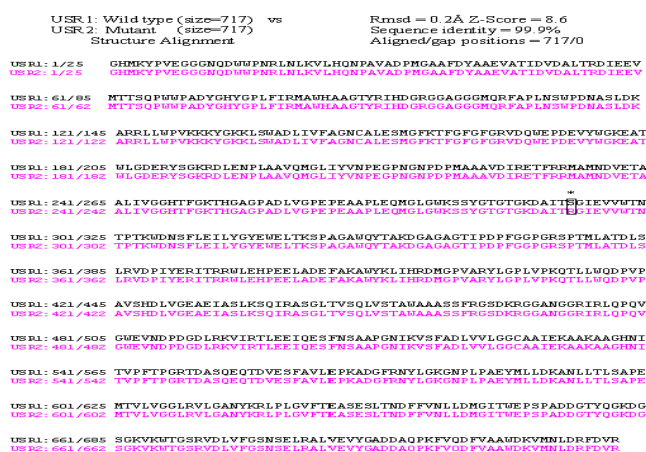 USR1: Wild type (size=717) vs
USR2: Mutant (size=717)
Structure Alignment
Rmsd = 0.2Å Z-Score = 8.6
Sequence identity = 99.9%
Aligned/gap positions = 717/0
USR1: 1/25 GHMKYPVEGGGNQDWWPNRLNLKVLHQNPAVADPMGAAFDYAAEVATIDVDALTRDIEEV
USR2: 1/25 GHMKYPVEGGGNQDWWPNRLNLKVLHQNPAVADPMGAAFDYAAEVATIDVDALTRDIEEV
USR1: 61/85 MTTSQPWWPADYGHYGPLFIRMAWHAAGTYRIHDGRGGAGGGMQRFAPLNSWPDNASLDK
USR2: 61/62 MTTSQPWWPADYGHYGPLFIRMAWHAAGTYRIHDGRGGAGGGMQRFAPLNSWPDNASLDK
USR1: 121/145 ARRLLWPVKKKYGKKLSWADLIVFAGNCALESMGFKTFGFGFGRVDQWEPDEVYWGKEAT
USR2: 121/122 ARRLLWPVKKKYGKKLSWADLIVFAGNCALESMGFKTFGFGFGRVDQWEPDEVYWGKEAT
USR1: 181/205 WLGDERYSGKRDLENPLAAVQMGLIYVNPEGPNGNPDPMAAAVDIRETFRRMAMNDVETA
USR2: 181/182 WLGDERYSGKRDLENPLAAVQMGLIYVNPEGPNGNPDPMAAAVDIRETFRRMAMNDVETA
*
USR1: 241/265 ALIVGGHTFGKTHGAGPADLVGPEPEAAPLEQMGLGWKSSYGTGTGKDAITSGIEVVWTN
USR2: 241/242 ALIVGGHTFGKTHGAGPADLVGPEPEAAPLEQMGLGWKSSYGTGTGKDAITGGIEVVWTN
USR1: 301/325 TPTKWDNSFLEILYGYEWELTKSPAGAWQYTAKDGAGAGTIPDPFGGPGRSPTMLATDLS
USR2: 301/302 TPTKWDNSFLEILYGYEWELTKSPAGAWQYTAKDGAGAGTIPDPFGGPGRSPTMLATDLS
USR1: 361/385 LRVDPIYERITRRWLEHPEELADEFAKAWYKLIHRDMGPVARYLGPLVPKQTLLWQDPVP
USR2: 361/362 LRVDPIYERITRRWLEHPEELADEFAKAWYKLIHRDMGPVARYLGPLVPKQTLLWQDPVP
USR1: 421/445 AVSHDLVGEAEIASLKSQIRASGLTVSQLVSTAWAAASSFRGSDKRGGANGGRIRLQPQV
USR2: 421/422 AVSHDLVGEAEIASLKSQIRASGLTVSQLVSTAWAAASSFRGSDKRGGANGGRIRLQPQV
USR1: 481/505 GWEVNDPDGDLRKVIRTLEEIQESFNSAAPGNIKVSFADLVVLGGCAAIEKAAKAAGHNI
USR2: 481/482 GWEVNDPDGDLRKVIRTLEEIQESFNSAAPGNIKVSFADLVVLGGCAAIEKAAKAAGHNI
USR1: 541/565 TVPFTPGRTDASQEQTDVESFAVLEPKADGFRNYLGKGNPLPAEYMLLDKANLLTLSAPE
USR2: 541/542 TVPFTPGRTDASQEQTDVESFAVLEPKADGFRNYLGKGNPLPAEYMLLDKANLLTLSAPE
USR1: 601/625 MTVLVGGLRVLGANYKRLPLGVFTEASESLTNDFFVNLLDMGITWEPSPADDGTYQGKDG
USR2: 601/602 MTVLVGGLRVLGANYKRLPLGVFTEASESLTNDFFVNLLDMGITWEPSPADDGTYQGKDG
USR1: 661/685 SGKVKWTGSRVDLVFGSNSELRALVEVYGADDAQPKFVQDFVAAWDKVMNLDRFDVR
USR2: 661/662 SGKVKWTGSRVDLVFGSNSELRALVEVYGADDAQPKFVQDFVAAWDKVMNLDRFDVR